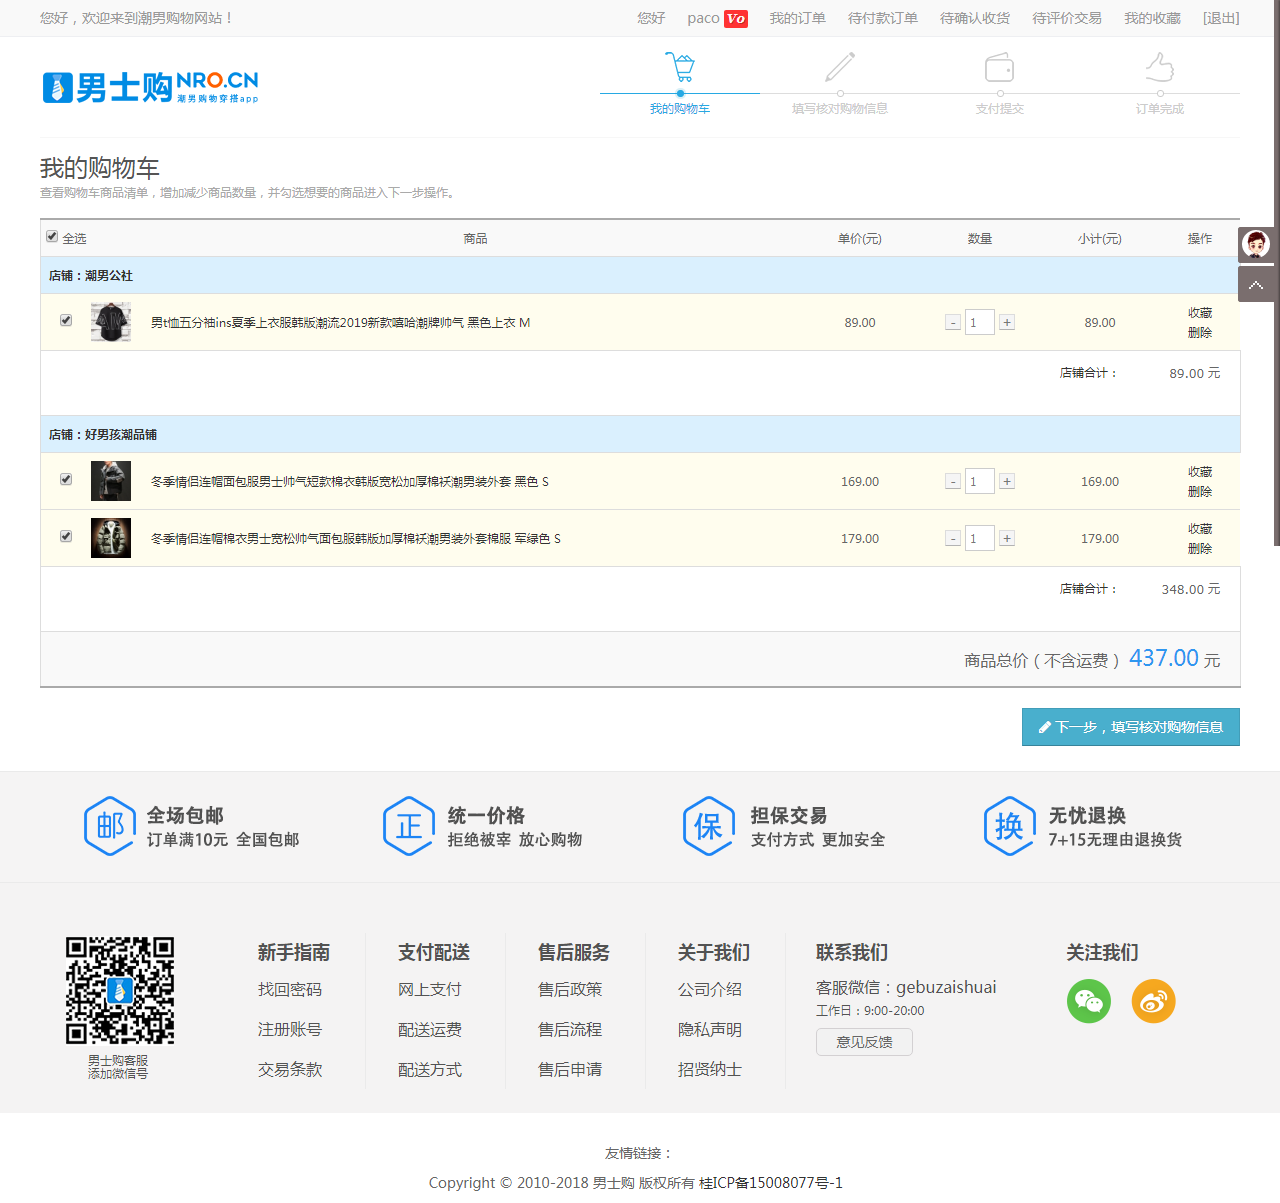 您好，欢迎来到潮男购物网站！
您好 paco Vo 我的订单 待付款订单 待确认收货 待评价交易 我的收藏 [退出]
男士购 NRO.CN
潮男购物穿搭app
我的购物车 填写核对购物信息 支付提交 订单完成
我的购物车
查看购物车商品清单，增加减少商品数量，并勾选想要的商品进入下一步操作。
全选 商品 单价(元) 数量 小计(元) 操作
店铺：潮男公社
男t恤五分袖ins夏季上衣服韩版潮流2019新款嘻哈潮牌帅气 黑色上衣 M 89.00 - 1 + 89.00 收藏
删除
店铺合计： 89.00 元
店铺：好男孩潮品铺
冬季情侣连帽面包服男士帅气短款棉衣韩版宽松加厚棉袄潮男装外套 黑色 S 169.00 - 1 + 169.00 收藏
删除
冬季情侣连帽棉衣男士宽松帅气面包服韩版加厚棉袄潮男装外套棉服 军绿色 S 179.00 - 1 + 179.00 收藏
删除
店铺合计： 348.00 元
商品总价（不含运费） 437.00 元
下一步，填写核对购物信息
邮 全场包邮
订单满10元 全国包邮
正 统一价格
拒绝被宰 放心购物
保 担保交易
支付方式 更加安全
换 无忧退换
7+15无理由退换货
男士购客服
添加微信号
新手指南
找回密码
注册账号
交易条款
支付配送
网上支付
配送运费
配送方式
售后服务
售后政策
售后流程
售后申请
关于我们
公司介绍
隐私声明
招贤纳士
联系我们
客服微信：gebuzaishuai
工作日：9:00-20:00
意见反馈
关注我们
友情链接：
Copyright © 2010-2018 男士购 版权所有 桂ICP备15008077号-1